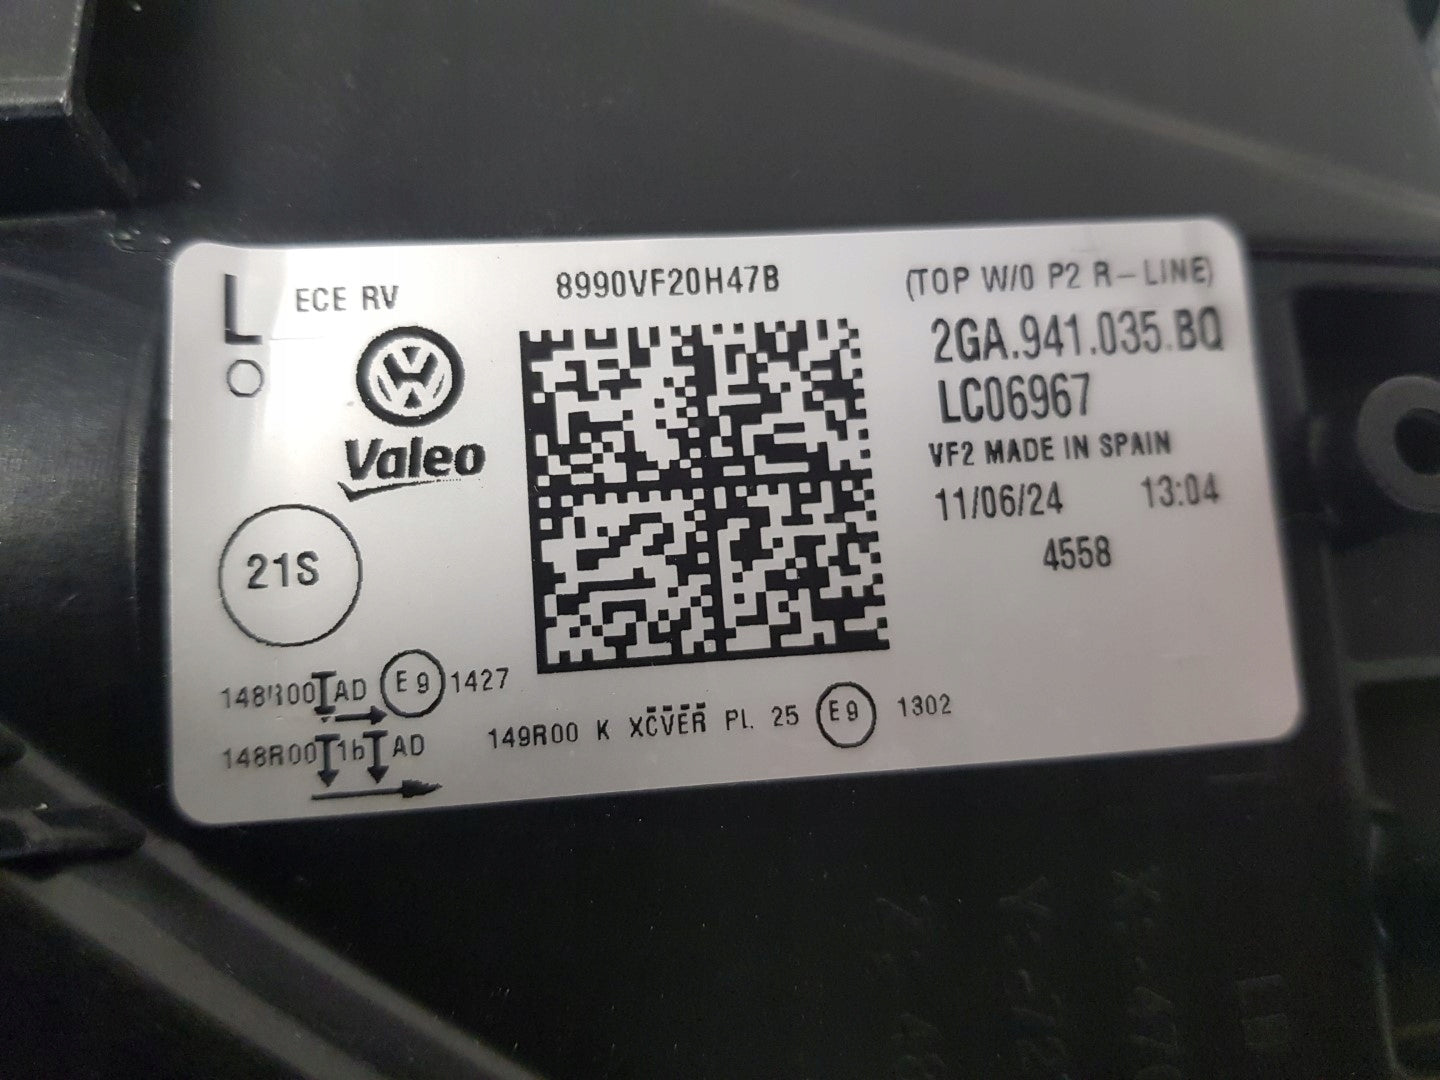 L
ECE RV
8990VF20H47B
(TOP W/O P2 R-LINE)
2GA.941.035.BQ
LC06967
VF2 MADE IN SPAIN
11/06/24 13:04
4558
Valeo
21S
148R00 AD E9 1427
148R00 1b AD
149R00 K XCVER PL 25 E9 1302